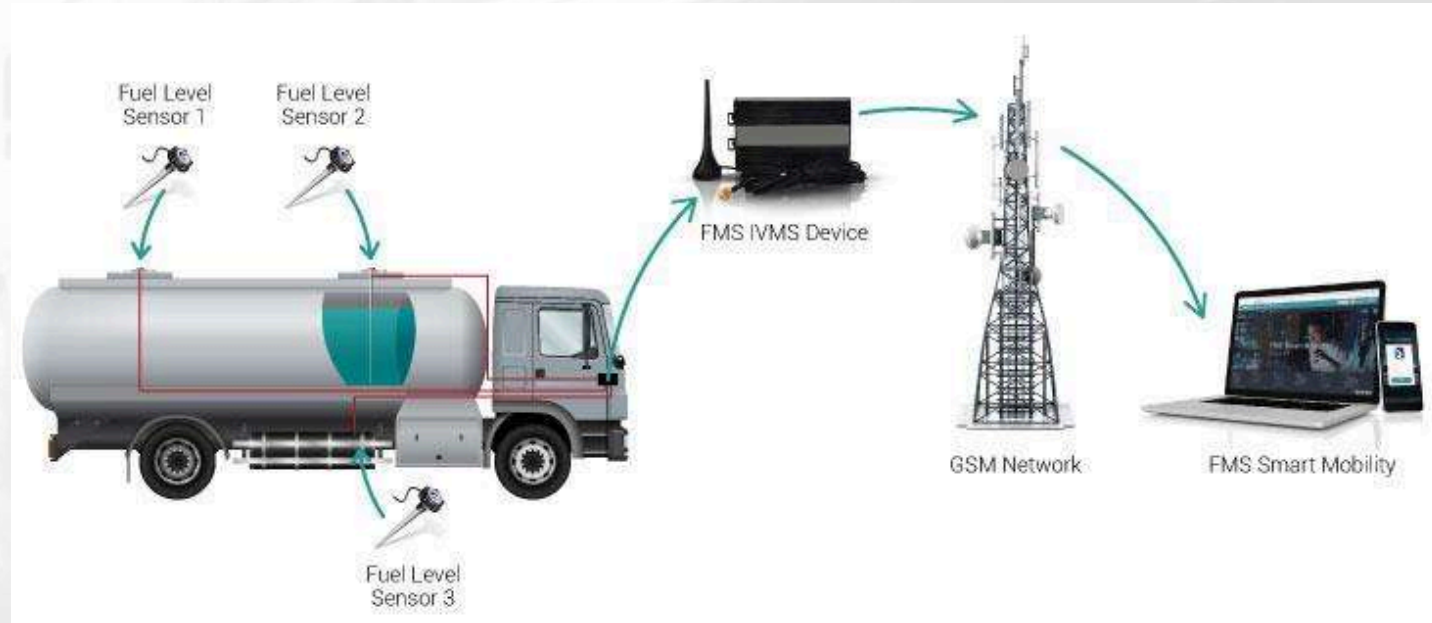 Fuel Level
Sensor 1
Fuel Level
Sensor 2
FMS IVMS Device
GSM Network
FMS Smart Mobility
Fuel Level
Sensor 3